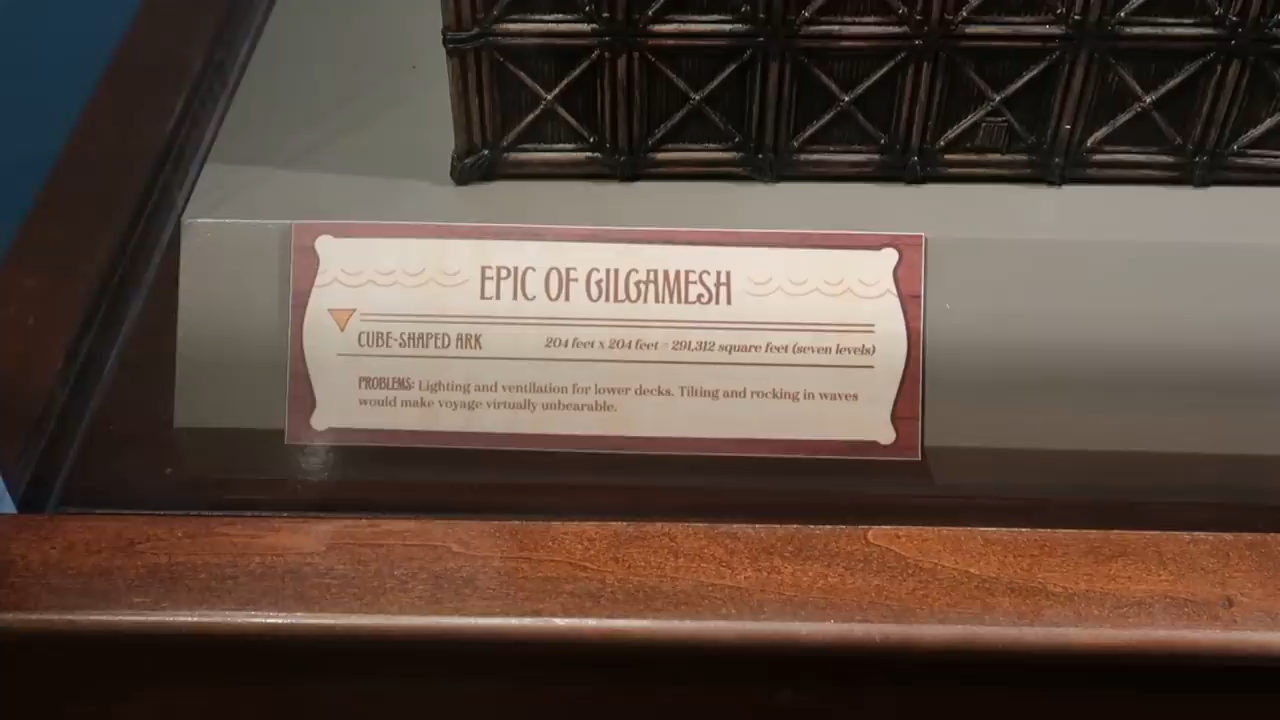 EPIC OF GILGAMESH
CUBE-SHAPED ARK 204 feet x 204 feet = 291,312 square feet (seven levels)
PROBLEMS: Lighting and ventilation for lower decks. Tilting and rocking in waves
would make voyage virtually unbearable.